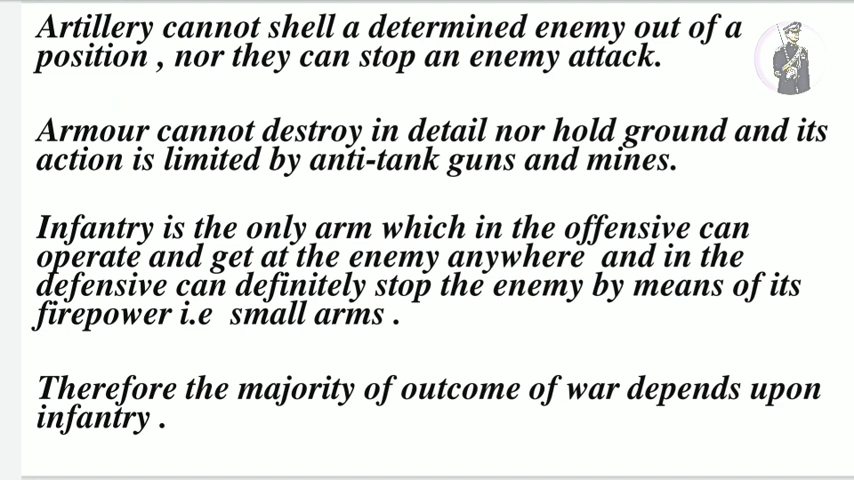 Artillery cannot shell a determined enemy out of a
position , nor they can stop an enemy attack.
Armour cannot destroy in detail nor hold ground and its
action is limited by anti-tank guns and mines.
Infantry is the only arm which in the offensive can
operate and get at the enemy anywhere and in the
defensive can definitely stop the enemy by means of its
firepower i.e small arms .
Therefore the majority of outcome of war depends upon
infantry .